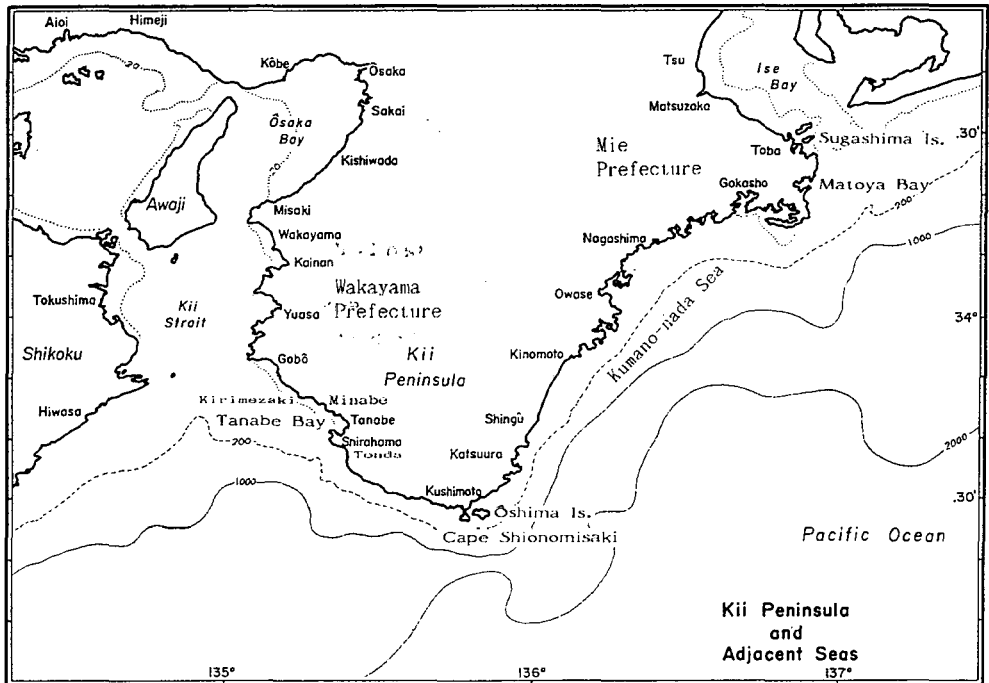 Aioi
Himeji
Kôbe
Ôsaka
Sakai
Ôsaka
Bay
20
Kishiwada
Awaji
Misaki
Wakayama
Kainan
Wakayama
Prefecture
Yuasa
Tokushima
Kii
Strait
Shikoku
Gobô
Kii
Peninsula
Hiwasa
Kirimezaki
Minabe
Tanabe Bay
Tanabe
Shirahama
Tonda
200
1000
Kushimoto
Ôshima Is.
Cape Shionomisaki
Katsuura
Shingû
Kinomoto
Owase
Nagashima
Kumano-nada Sea
Tsu
Ise
Bay
Matsuzaka
Mie
Prefecture
Toba
Sugashima Is.
Gokasho
Matoya Bay
200
1000
2000
.30'
34°
.30'
Pacific Ocean
Kii Peninsula
and
Adjacent Seas
135°
136°
137°